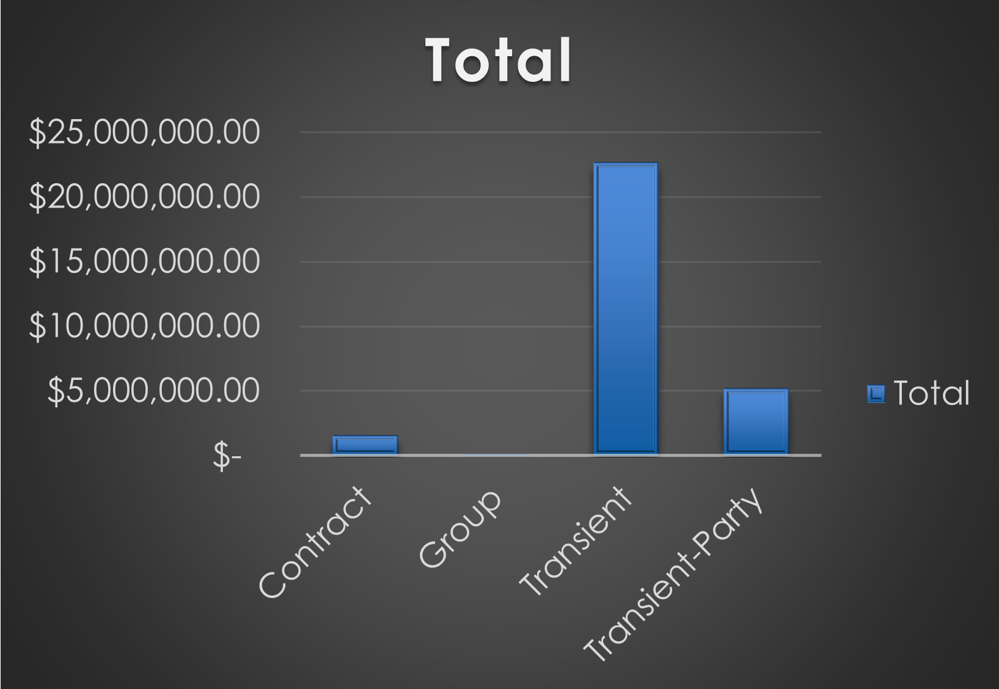 Total
$25,000,000.00
$20,000,000.00
$15,000,000.00
$10,000,000.00
$5,000,000.00
$-
Contract
Group
Transient
Transient-Party
Total